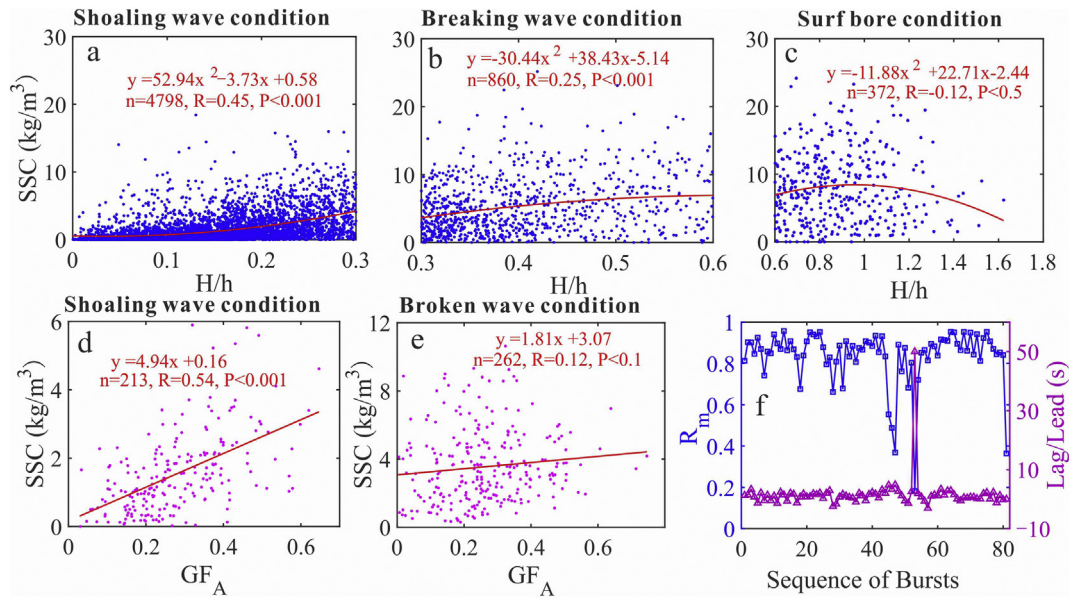 Shoaling wave condition
a
y =52.94x 2 −3.73x +0.58
n=4798, R=0.45, P<0.001
SSC (kg/m3)
30
20
10
0
0
0.1
0.2
0.3
H/h
Breaking wave condition
b
y =-30.44x 2 +38.43x-5.14
n=860, R=0.25, P<0.001
30
20
10
0
0.3
0.4
0.5
0.6
H/h
Surf bore condition
c
y =-11.88x 2 +22.71x-2.44
n=372, R=-0.12, P<0.5
30
20
10
0
0.6
0.8
1
1.2
1.4
1.6
1.8
H/h
Shoaling wave condition
d
y =4.94x +0.16
n=213, R=0.54, P<0.001
SSC (kg/m3)
6
4
2
0
0
0.2
0.4
0.6
GFA
Broken wave condition
e
y =1.81x +3.07
n=262, R=0.12, P<0.1
SSC (kg/m3)
12
8
4
0
0
0.2
0.4
0.6
GFA
f
Rm
1
0.8
0.6
0.4
0.2
0
0
20
40
60
80
Sequence of Bursts
50
30
10
−10
Lag/Lead (s)